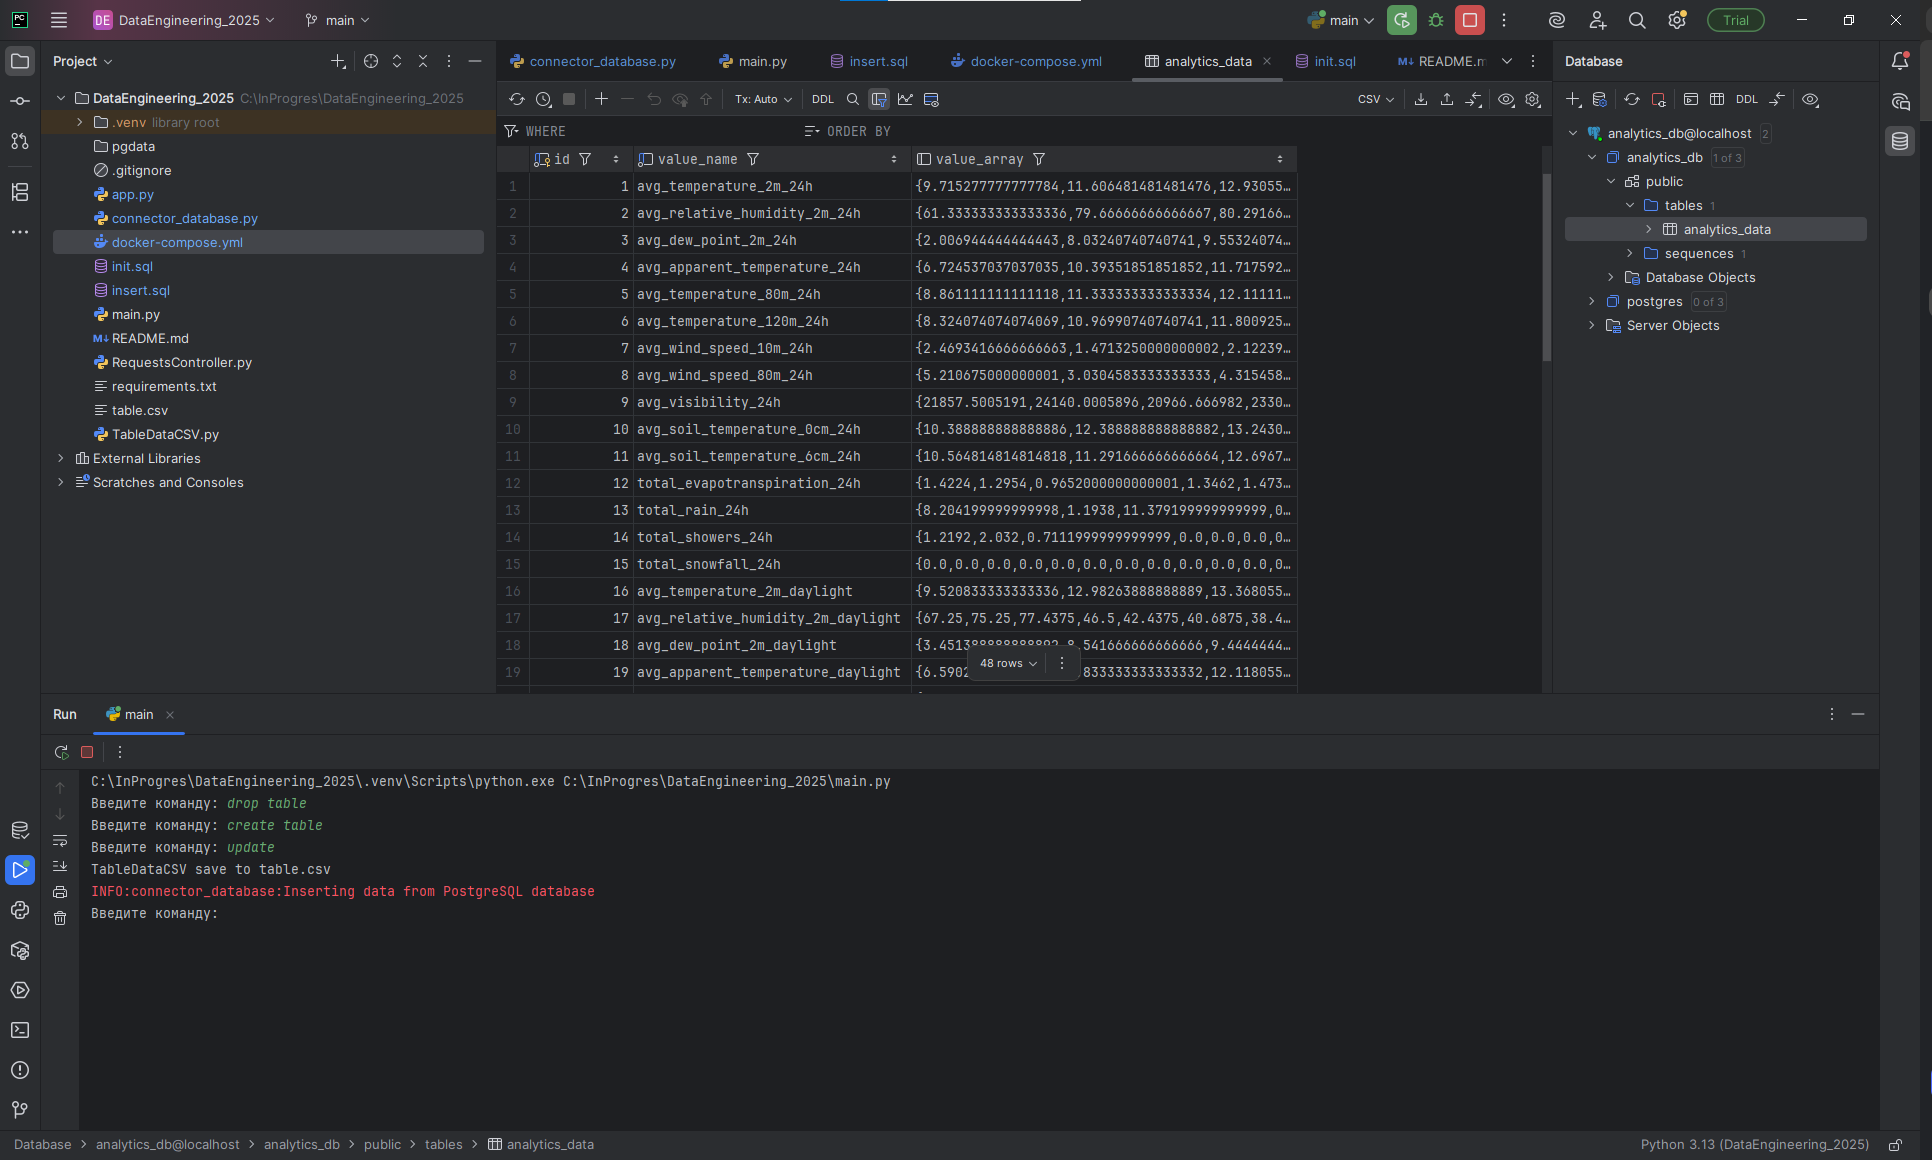 PC
DE DataEngineering_2025
main
main
Trial
Project
DataEngineering_2025 C:\InProgres\DataEngineering_2025
.venv library root
pgdata
.gitignore
app.py
connector_database.py
docker-compose.yml
init.sql
insert.sql
main.py
M↓ README.md
RequestsController.py
requirements.txt
table.csv
TableDataCSV.py
External Libraries
Scratches and Consoles
connector_database.py main.py insert.sql docker-compose.yml analytics_data init.sql M↓ README.m
Tx: Auto DDL CSV
WHERE ORDER BY
id value_name value_array
1 1 avg_temperature_2m_24h {9.715277777777784,11.606481481481476,12.93055…
2 2 avg_relative_humidity_2m_24h {61.333333333333336,79.66666666666667,80.29166…
3 3 avg_dew_point_2m_24h {2.006944444444443,8.03240740740741,9.55324074…
4 4 avg_apparent_temperature_24h {6.724537037037035,10.39351851851852,11.717592…
5 5 avg_temperature_80m_24h {8.861111111111118,11.333333333333334,12.11111…
6 6 avg_temperature_120m_24h {8.324074074074069,10.96990740740741,11.800925…
7 7 avg_wind_speed_10m_24h {2.4693416666666663,1.4713250000000002,2.12239…
8 8 avg_wind_speed_80m_24h {5.210675000000001,3.0304583333333333,4.315458…
9 9 avg_visibility_24h {21857.5005191,24140.0005896,20966.666982,2330…
10 10 avg_soil_temperature_0cm_24h {10.388888888888886,12.388888888888882,13.2430…
11 11 avg_soil_temperature_6cm_24h {10.564814814814818,11.291666666666664,12.6967…
12 12 total_evapotranspiration_24h {1.4224,1.2954,0.9652000000000001,1.3462,1.473…
13 13 total_rain_24h {8.204199999999998,1.1938,11.379199999999999,0…
14 14 total_showers_24h {1.2192,2.032,0.7111999999999999,0.0,0.0,0.0,0…
15 15 total_snowfall_24h {0.0,0.0,0.0,0.0,0.0,0.0,0.0,0.0,0.0,0.0,0.0,0…
16 16 avg_temperature_2m_daylight {9.520833333333336,12.98263888888889,13.368055…
17 17 avg_relative_humidity_2m_daylight {67.25,75.25,77.4375,46.5,42.4375,40.6875,38.4…
18 18 avg_dew_point_2m_daylight 8.541666666666666,9.4444444…
19 19 avg_apparent_temperature_daylight {6.5902 833333333333332,12.118055…
48 rows
Database
DDL
analytics_db@localhost 2
analytics_db 1 of 3
public
tables 1
analytics_data
sequences 1
Database Objects
postgres 0 of 3
Server Objects
Run main
C:\InProgres\DataEngineering_2025\.venv\Scripts\python.exe C:\InProgres\DataEngineering_2025\main.py
Введите команду: drop table
Введите команду: create table
Введите команду: update
TableDataCSV save to table.csv
INFO:connector_database:Inserting data from PostgreSQL database
Введите команду:
Database > analytics_db@localhost > analytics_db > public > tables > analytics_data
Python 3.13 (DataEngineering_2025)